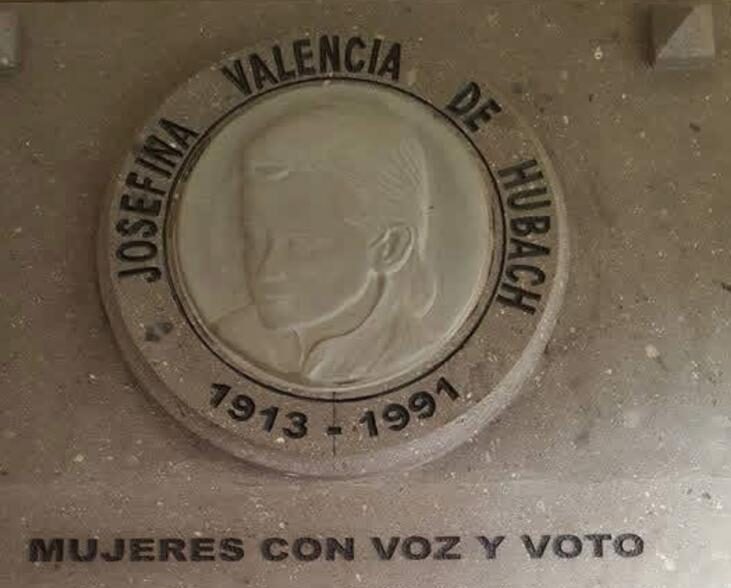 JOSEFINA VALENCIA DE HUBACH
1913 - 1991
MUJERES CON VOZ Y VOTO